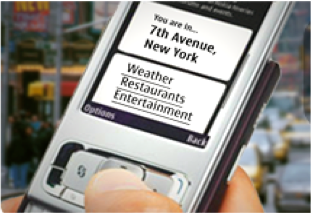 You are in...
7th Avenue,
New York
Weather
Restaurants
Entertainment
Options
Back